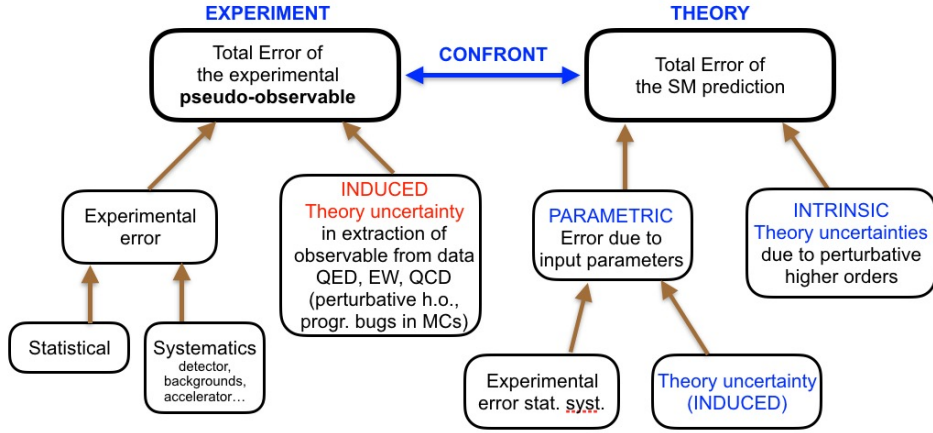 EXPERIMENT
THEORY
Total Error of
the experimental
pseudo-observable
CONFRONT
Total Error of
the SM prediction
Experimental
error
INDUCED
Theory uncertainty
in extraction of
observable from data
QED, EW, QCD
(perturbative h.o.,
progr. bugs in MCs)
PARAMETRIC
Error due to
input parameters
INTRINSIC
Theory uncertainties
due to perturbative
higher orders
Statistical
Systematics
detector,
backgrounds,
accelerator…
Experimental
error stat. syst.
Theory uncertainty
(INDUCED)